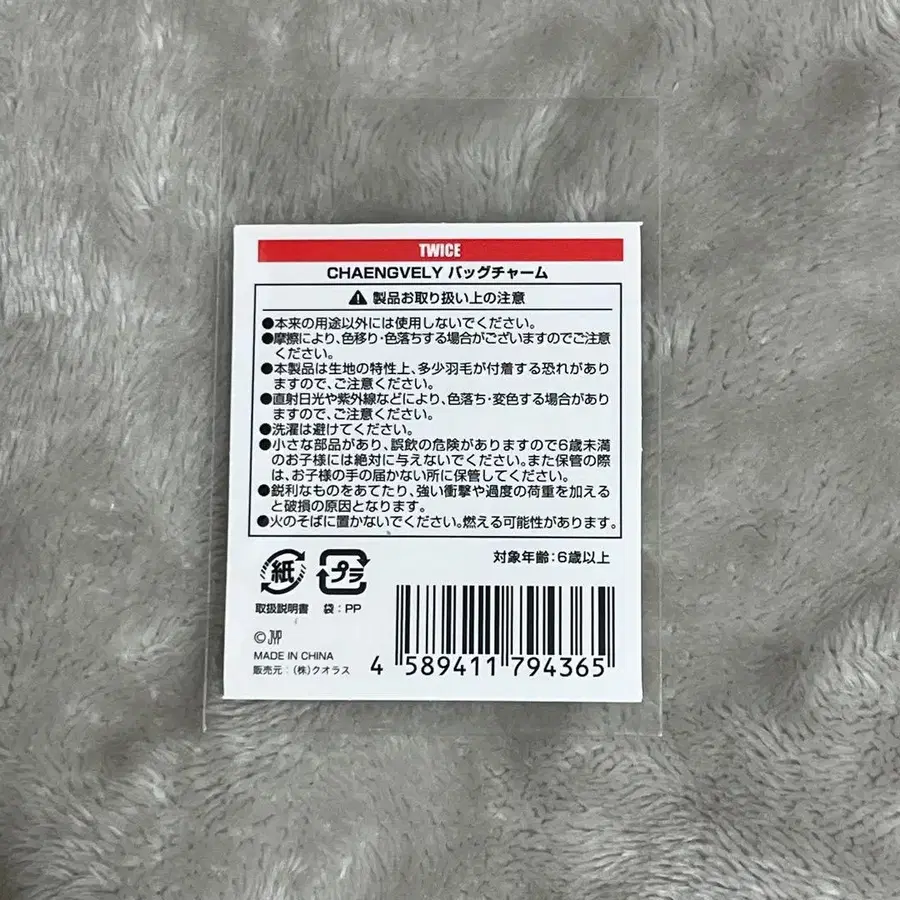 TWICE
CHAENGVELY バッグチャーム
製品お取り扱い上の注意
●本来の用途以外には使用しないでください。
●摩擦により、色移り・色落ちする場合がございますのでご注意
ください。
●本製品は生地の特性上、多少羽毛が付着する恐れがあり
ますので、ご注意ください。
●直射日光や紫外線などにより、色落ち・変色する場合があり
ますので、ご注意ください。
●洗濯は避けてください。
●小さな部品があり、誤飲の危険がありますので6歳未満
のお子様には絶対に与えないでください。また保管の際
は、お子様の手の届かない所に保管してください。
●鋭利なものをあてたり、強い衝撃や過度の荷重を加える
と破損の原因となります。
●火のそばに置かないでください。燃える可能性があります。
対象年齢：6歳以上
紙 プラ
取扱説明書 袋：PP
©JYP
MADE IN CHINA
販売元：(株)クオラス
4 589411 794365